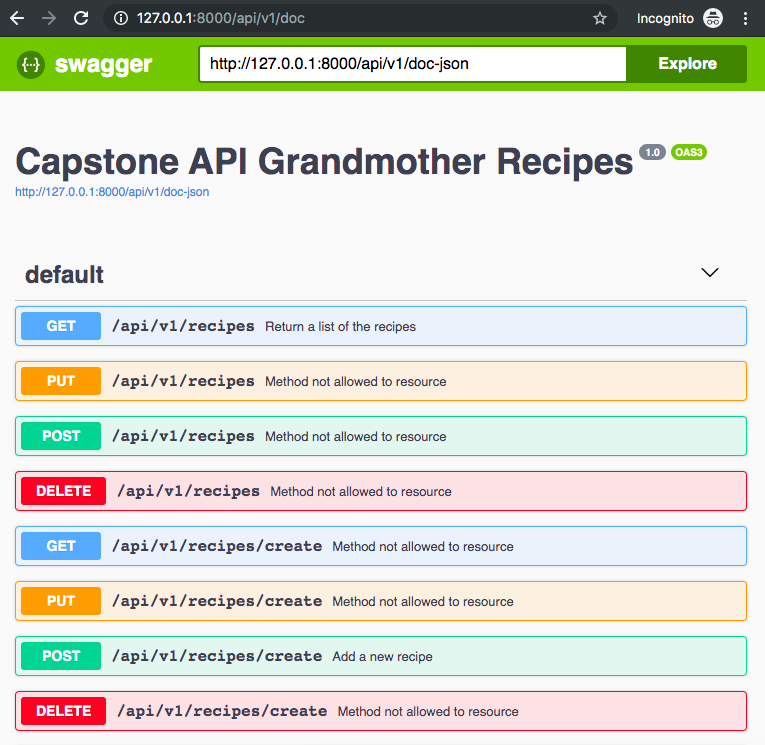 127.0.0.1:8000/api/v1/doc
Incognito
{··} swagger
http://127.0.0.1:8000/api/v1/doc-json
Explore
Capstone API Grandmother Recipes 1.0 OAS3
http://127.0.0.1:8000/api/v1/doc-json
default
GET /api/v1/recipes Return a list of the recipes
PUT /api/v1/recipes Method not allowed to resource
POST /api/v1/recipes Method not allowed to resource
DELETE /api/v1/recipes Method not allowed to resource
GET /api/v1/recipes/create Method not allowed to resource
PUT /api/v1/recipes/create Method not allowed to resource
POST /api/v1/recipes/create Add a new recipe
DELETE /api/v1/recipes/create Method not allowed to resource